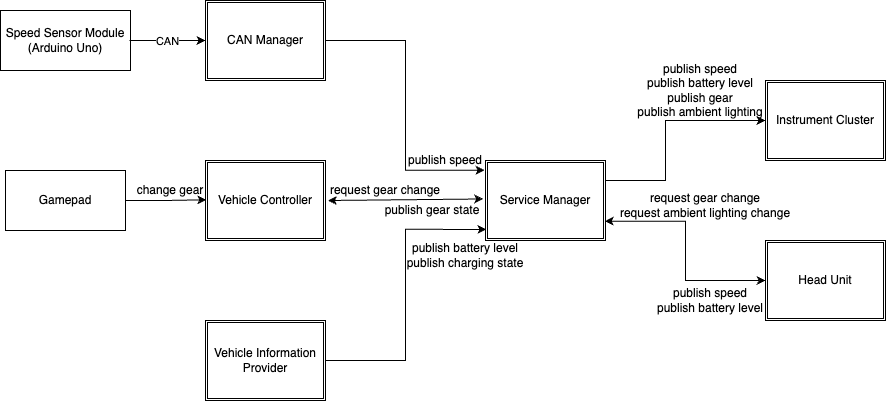 Speed Sensor Module
(Arduino Uno)
CAN
CAN Manager
publish speed
publish battery level
publish gear
publish ambient lighting
Instrument Cluster
publish speed
Gamepad
change gear
Vehicle Controller
request gear change
publish gear state
Service Manager
request gear change
request ambient lighting change
publish battery level
publish charging state
Head Unit
publish speed
publish battery level
Vehicle Information
Provider